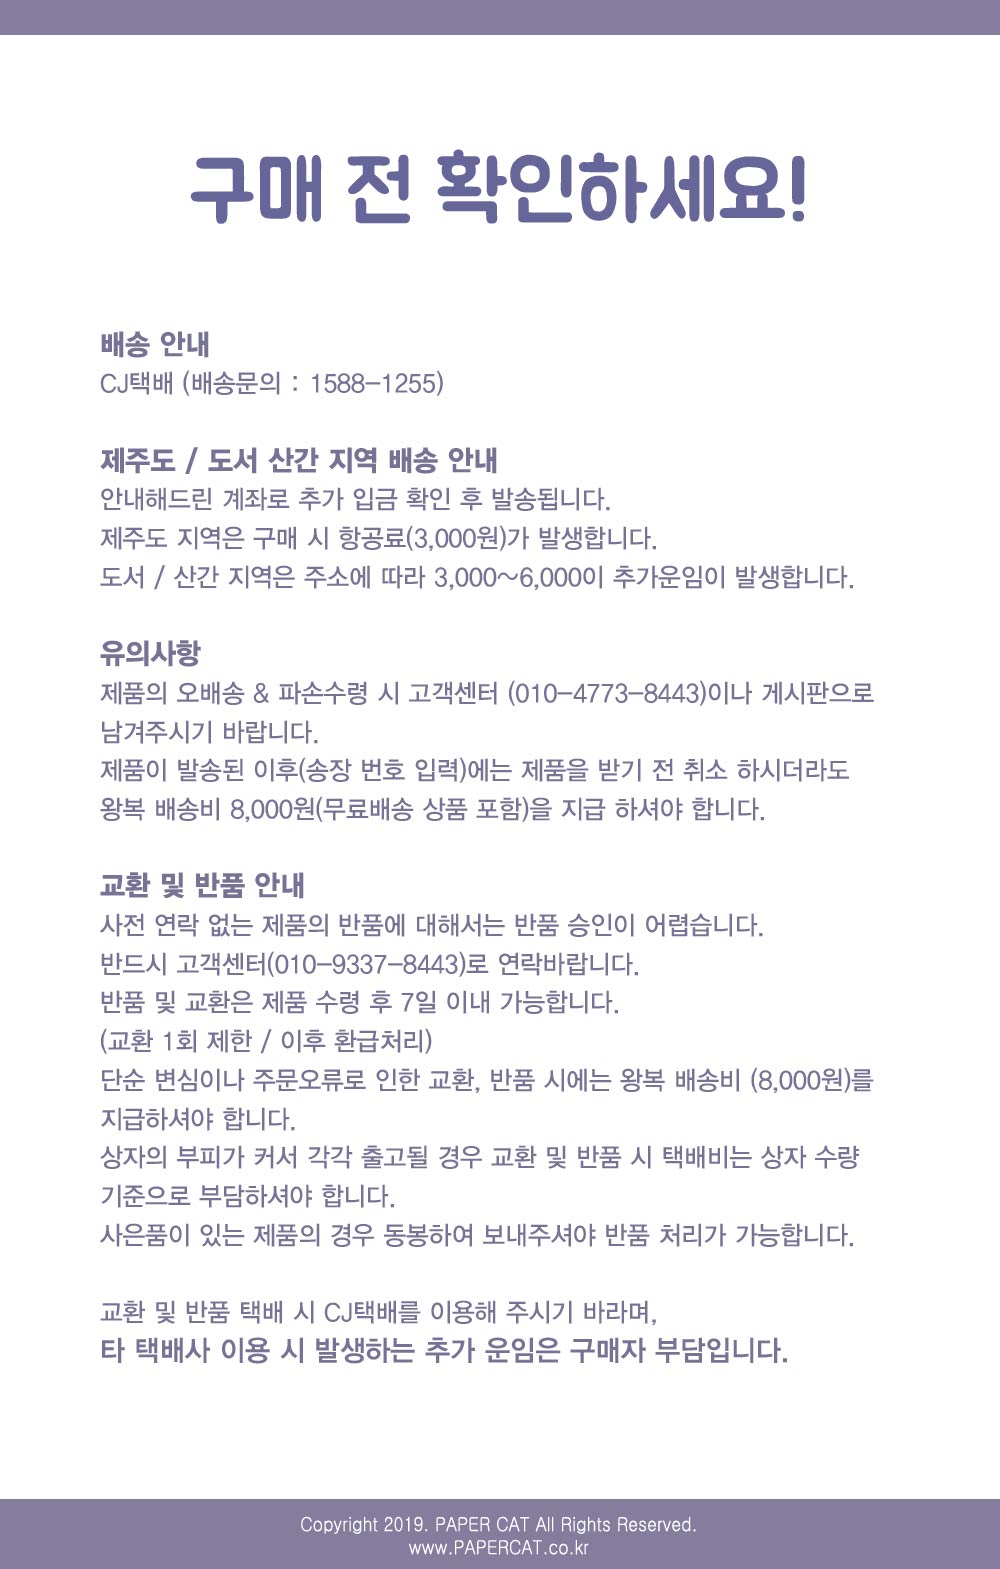 구매 전 확인하세요!
배송 안내
CJ택배 (배송문의 : 1588-1255)
제주도 / 도서 산간 지역 배송 안내
안내해드린 계좌로 추가 입금 확인 후 발송됩니다.
제주도 지역은 구매 시 항공료(3,000원)가 발생합니다.
도서 / 산간 지역은 주소에 따라 3,000~6,000이 추가운임이 발생합니다.
유의사항
제품의 오배송 & 파손수령 시 고객센터 (010-4773-8443)이나 게시판으로
남겨주시기 바랍니다.
제품이 발송된 이후(송장 번호 입력)에는 제품을 받기 전 취소 하시더라도
왕복 배송비 8,000원(무료배송 상품 포함)을 지급 하셔야 합니다.
교환 및 반품 안내
사전 연락 없는 제품의 반품에 대해서는 반품 승인이 어렵습니다.
반드시 고객센터(010-9337-8443)로 연락바랍니다.
반품 및 교환은 제품 수령 후 7일 이내 가능합니다.
(교환 1회 제한 / 이후 환급처리)
단순 변심이나 주문오류로 인한 교환, 반품 시에는 왕복 배송비 (8,000원)를
지급하셔야 합니다.
상자의 부피가 커서 각각 출고될 경우 교환 및 반품 시 택배비는 상자 수량
기준으로 부담하셔야 합니다.
사은품이 있는 제품의 경우 동봉하여 보내주셔야 반품 처리가 가능합니다.
교환 및 반품 택배 시 CJ택배를 이용해 주시기 바라며,
타 택배사 이용 시 발생하는 추가 운임은 구매자 부담입니다.
Copyright 2019. PAPER CAT All Rights Reserved.
www.PAPERCAT.co.kr